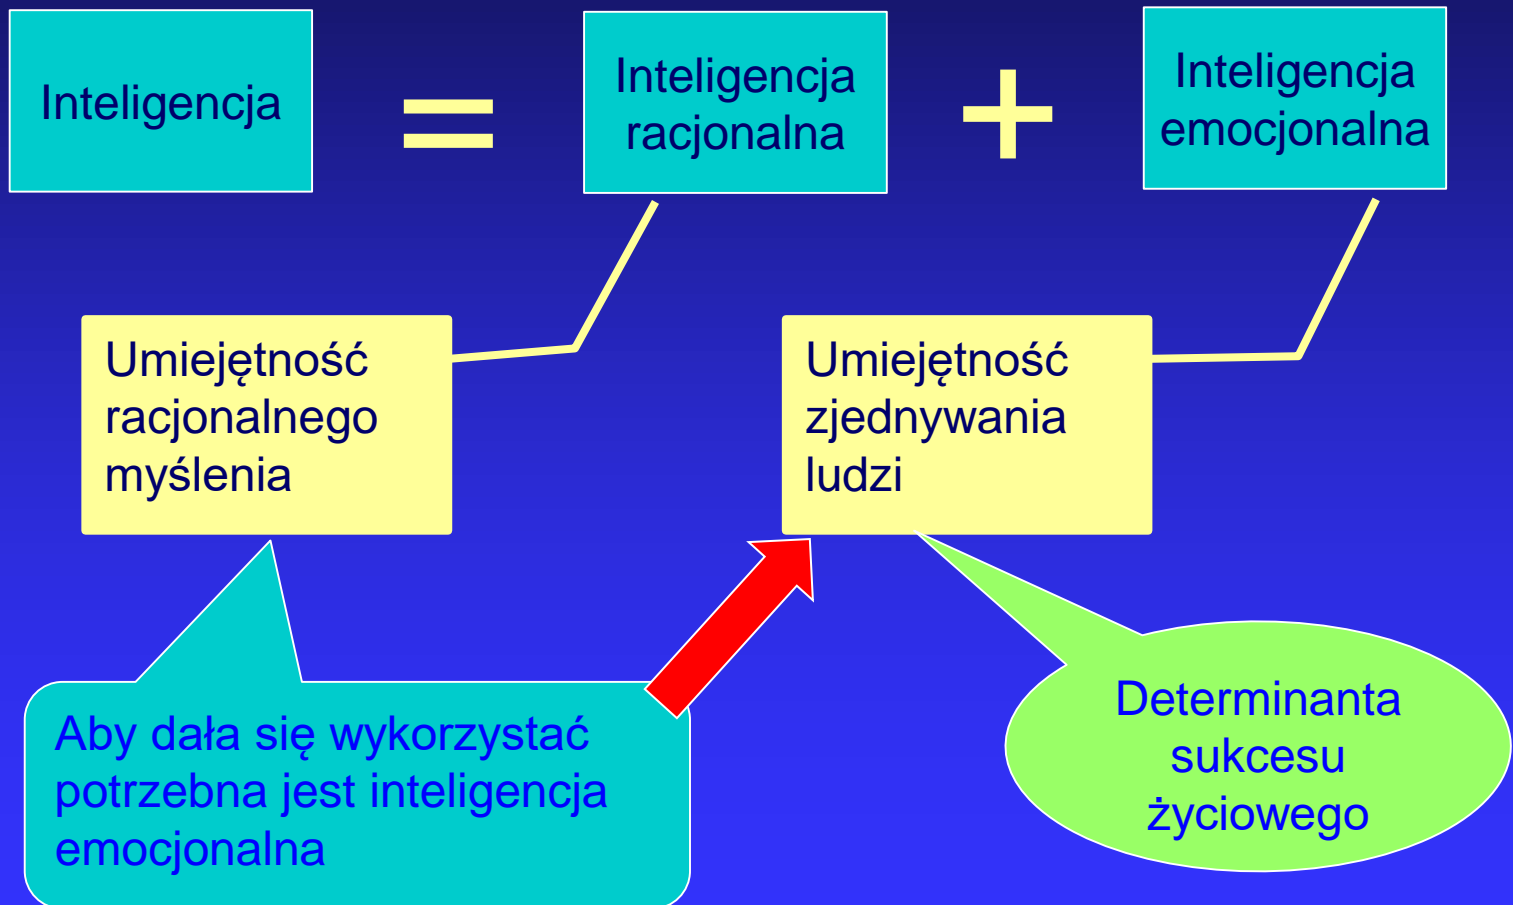 Inteligencja
=
Inteligencja
racjonalna
+
Inteligencja
emocjonalna
Umiejętność
racjonalnego
myślenia
Umiejętność
zjednywania
ludzi
Aby dała się wykorzystać
potrzebna jest inteligencja
emocjonalna
Determinanta
sukcesu
życiowego